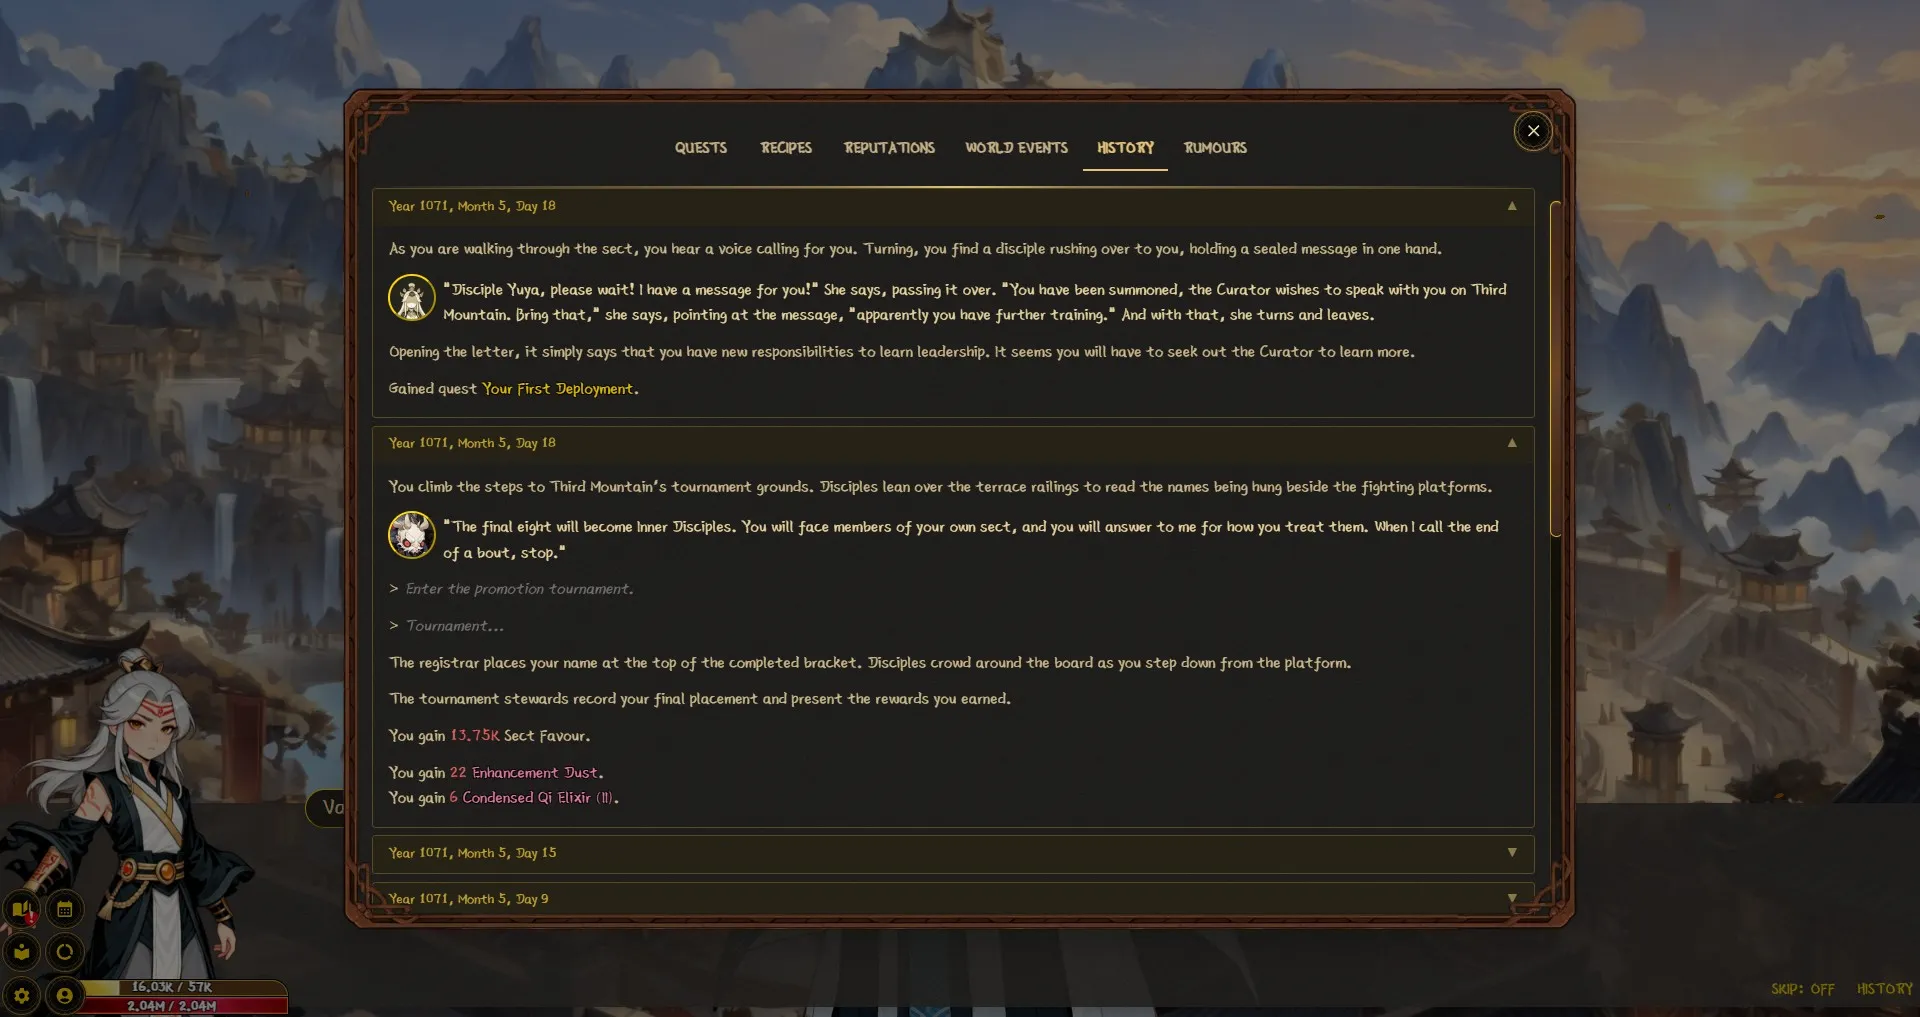 QUESTS RECIPES REPUTATIONS WORLD EVENTS HISTORY RUMOURS
Year 1071, Month 5, Day 18
As you are walking through the sect, you hear a voice calling for you. Turning, you find a disciple rushing over to you, holding a sealed message in one hand.
"Disciple Yuya, please wait! I have a message for you!" She says, passing it over. "You have been summoned, the Curator wishes to speak with you on Third
Mountain. Bring that," she says, pointing at the message, "apparently you have further training." And with that, she turns and leaves.
Opening the letter, it simply says that you have new responsibilities to learn leadership. It seems you will have to seek out the Curator to learn more.
Gained quest Your First Deployment.
Year 1071, Month 5, Day 18
You climb the steps to Third Mountain's tournament grounds. Disciples lean over the terrace railings to read the names being hung beside the fighting platforms.
"The final eight will become Inner Disciples. You will face members of your own sect, and you will answer to me for how you treat them. When I call the end
of a bout, stop."
> Enter the promotion tournament.
> Tournament...
The registrar places your name at the top of the completed bracket. Disciples crowd around the board as you step down from the platform.
The tournament stewards record your final placement and present the rewards you earned.
You gain 13.75K Sect Favour.
You gain 22 Enhancement Dust.
You gain 6 Condensed Qi Elixir (II).
Year 1071, Month 5, Day 15
Year 1071, Month 5, Day 9
Va
16.03K / 57K
2.04M / 2.04M
SKIP: OFF HISTORY